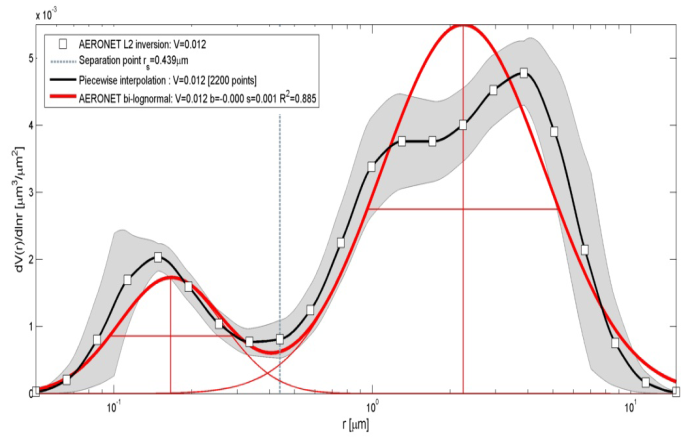 x 10⁻³
AERONET L2 inversion: V=0.012
Separation point rₛ=0.439μm
Piecewise interpolation : V=0.012 [2200 points]
AERONET bi-lognormal: V=0.012 b=-0.000 s=0.001 R²=0.885
5
4
3
2
1
0
dV(r)/dlnr [μm³/μm²]
10⁻¹
10⁰
10¹
r [μm]